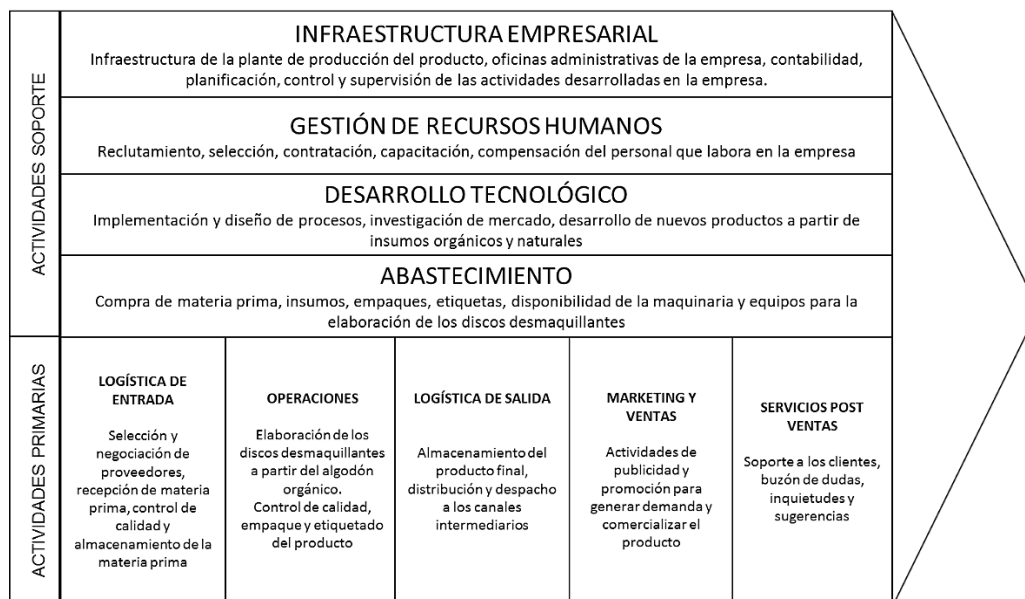 ACTIVIDADES SOPORTE
INFRAESTRUCTURA EMPRESARIAL
Infraestructura de la plante de producción del producto, oficinas administrativas de la empresa, contabilidad,
planificación, control y supervisión de las actividades desarrolladas en la empresa.
GESTIÓN DE RECURSOS HUMANOS
Reclutamiento, selección, contratación, capacitación, compensación del personal que labora en la empresa
DESARROLLO TECNOLÓGICO
Implementación y diseño de procesos, investigación de mercado, desarrollo de nuevos productos a partir de
insumos orgánicos y naturales
ABASTECIMIENTO
Compra de materia prima, insumos, empaques, etiquetas, disponibilidad de la maquinaria y equipos para la
elaboración de los discos desmaquillantes
ACTIVIDADES PRIMARIAS
LOGÍSTICA DE
ENTRADA
Selección y
negociación de
proveedores,
recepción de materia
prima, control de
calidad y
almacenamiento de la
materia prima
OPERACIONES
Elaboración de los
discos desmaquillantes
a partir del algodón
orgánico.
Control de calidad,
empaque y etiquetado
del producto
LOGÍSTICA DE SALIDA
Almacenamiento del
producto final,
distribución y despacho
a los canales
intermediarios
MARKETING Y
VENTAS
Actividades de
publicidad y
promoción para
generar demanda y
comercializar el
producto
SERVICIOS POST
VENTAS
Soporte a los clientes,
buzón de dudas,
inquietudes y
sugerencias